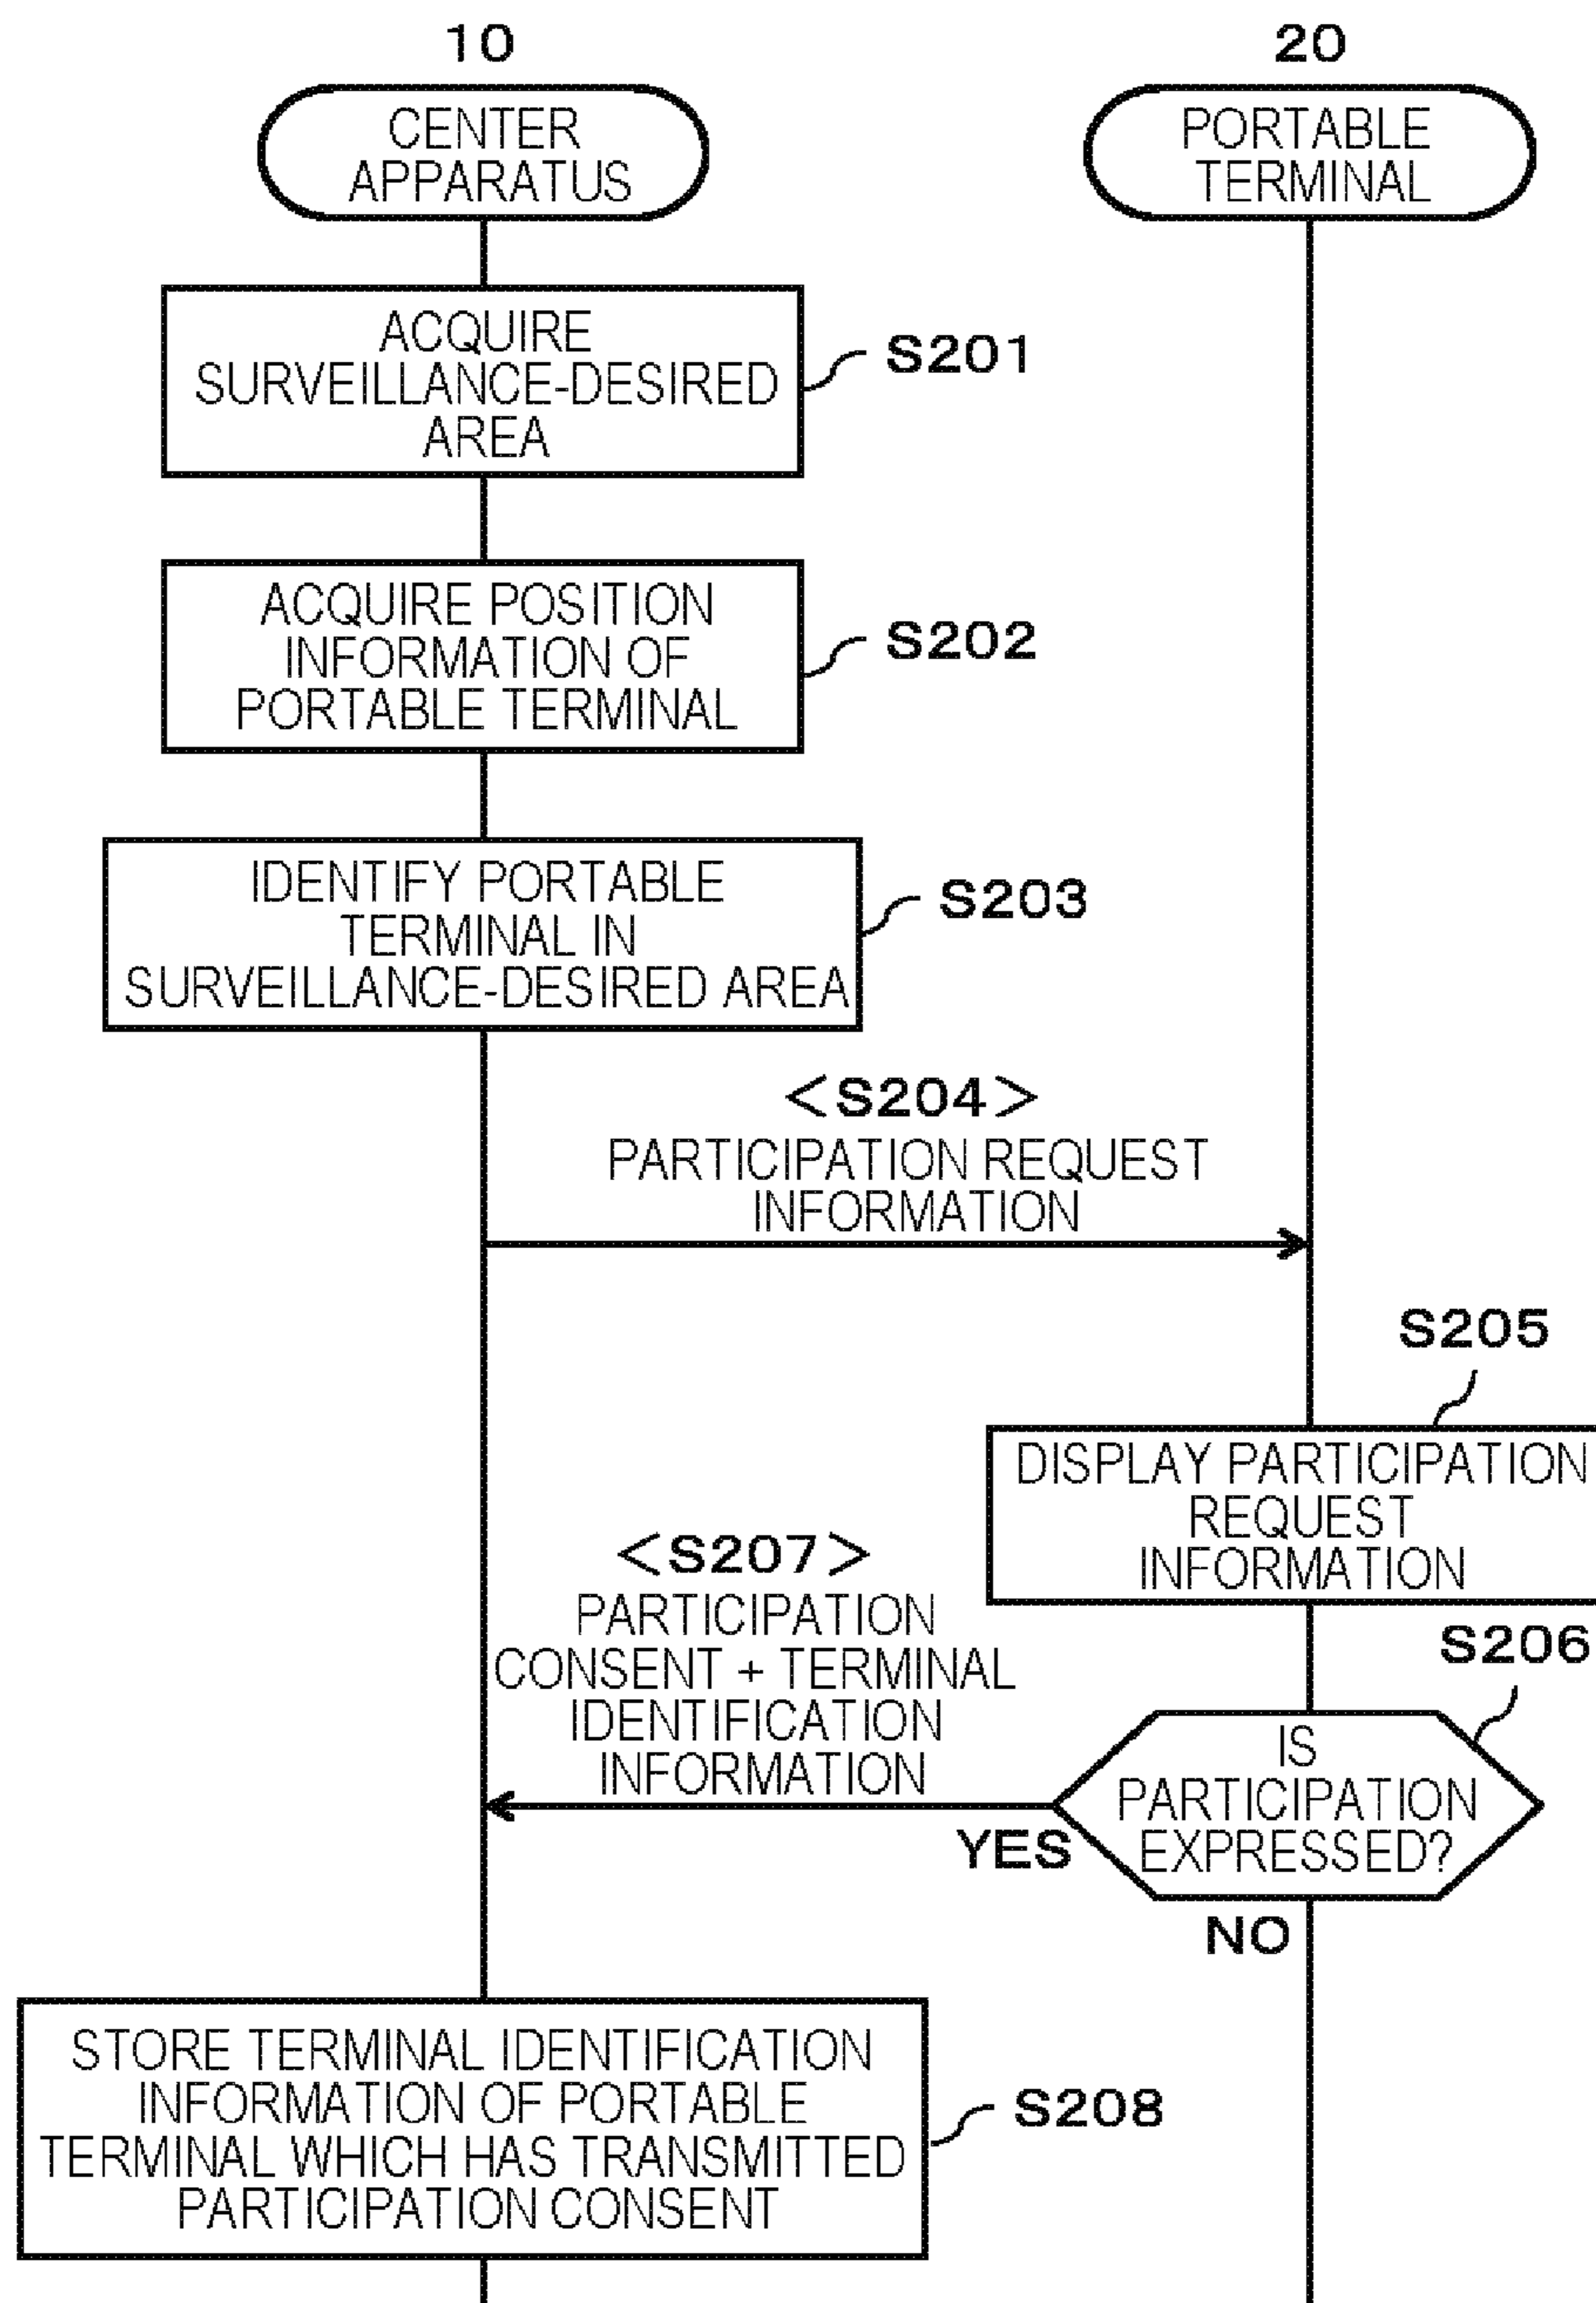 10
CENTER
APPARATUS
20
PORTABLE
TERMINAL
ACQUIRE
SURVEILLANCE-DESIRED
AREA
S201
ACQUIRE POSITION
INFORMATION OF
PORTABLE TERMINAL
S202
IDENTIFY PORTABLE
TERMINAL IN
SURVEILLANCE-DESIRED AREA
S203
<S204>
PARTICIPATION REQUEST
INFORMATION
S205
DISPLAY PARTICIPATION
REQUEST
INFORMATION
<S207>
PARTICIPATION
CONSENT + TERMINAL
IDENTIFICATION
INFORMATION
S206
IS
PARTICIPATION
EXPRESSED?
YES
NO
STORE TERMINAL IDENTIFICATION
INFORMATION OF PORTABLE
TERMINAL WHICH HAS TRANSMITTED
PARTICIPATION CONSENT
S208